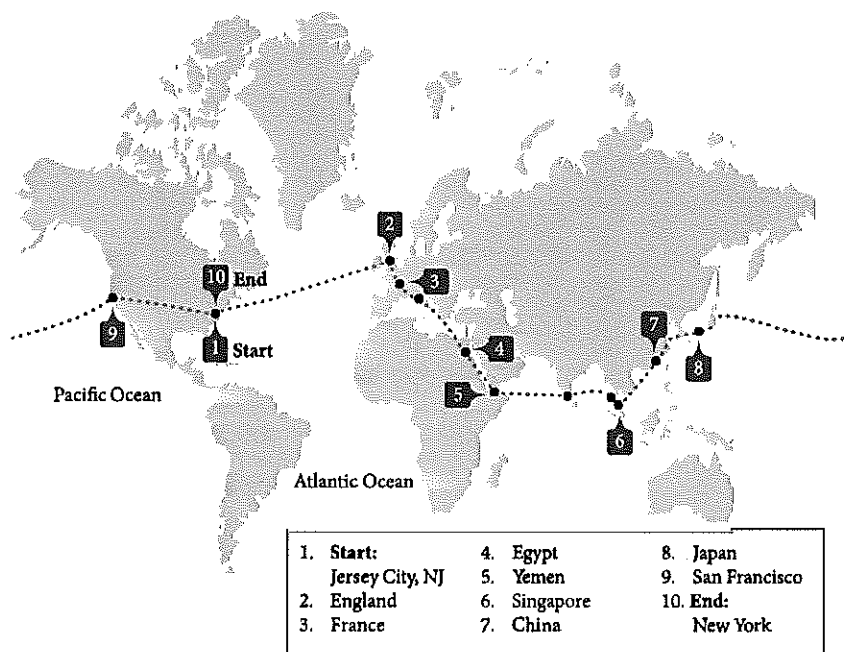 2
10 End
3
9
1 Start
7
4
8
Pacific Ocean
5
6
Atlantic Ocean
1. Start:
Jersey City, NJ
2. England
3. France
4. Egypt
5. Yemen
6. Singapore
7. China
8. Japan
9. San Francisco
10. End:
New York